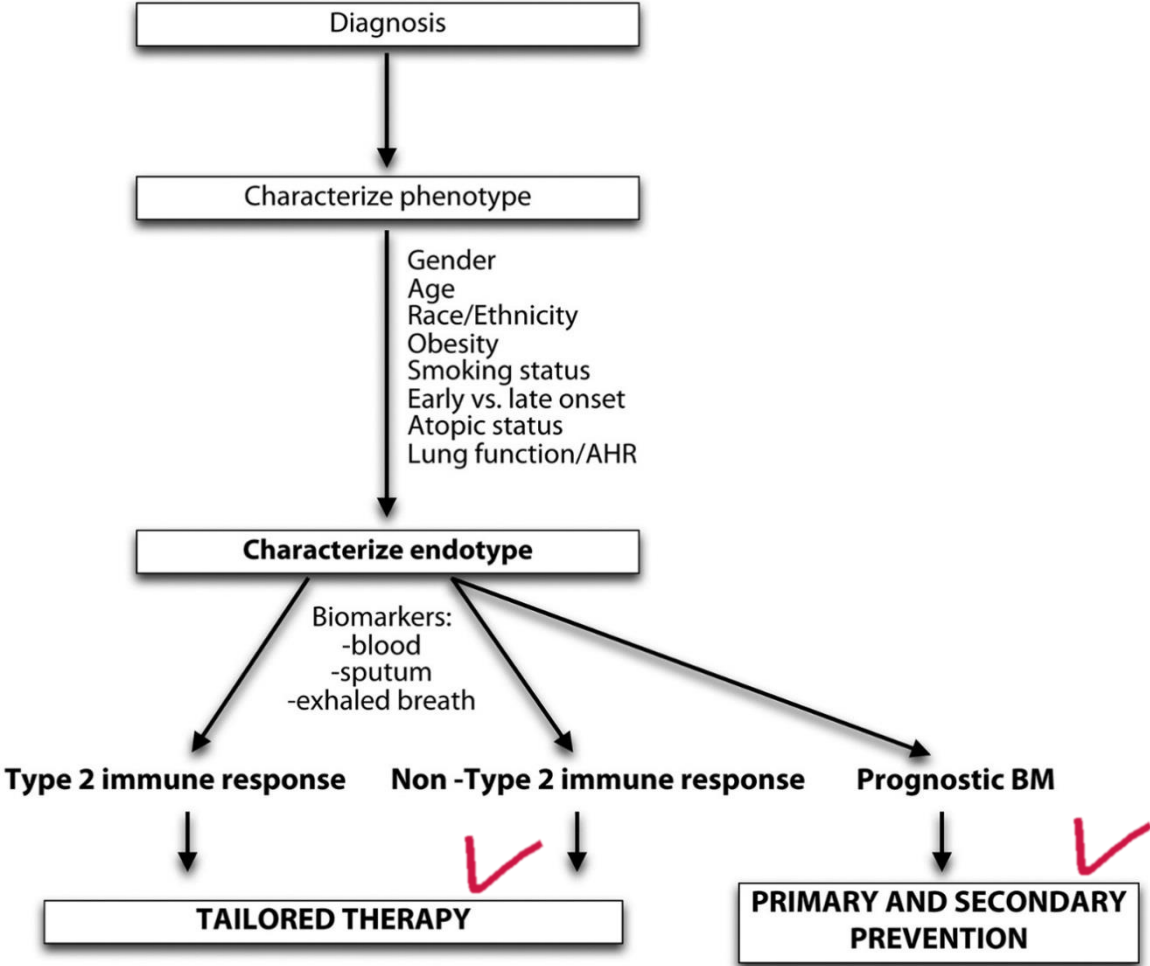 Diagnosis
Characterize phenotype
Gender
Age
Race/Ethnicity
Obesity
Smoking status
Early vs. late onset
Atopic status
Lung function/AHR
Characterize endotype
Biomarkers:
-blood
-sputum
-exhaled breath
Type 2 immune response
Non -Type 2 immune response
Prognostic BM
TAILORED THERAPY
PRIMARY AND SECONDARY
PREVENTION